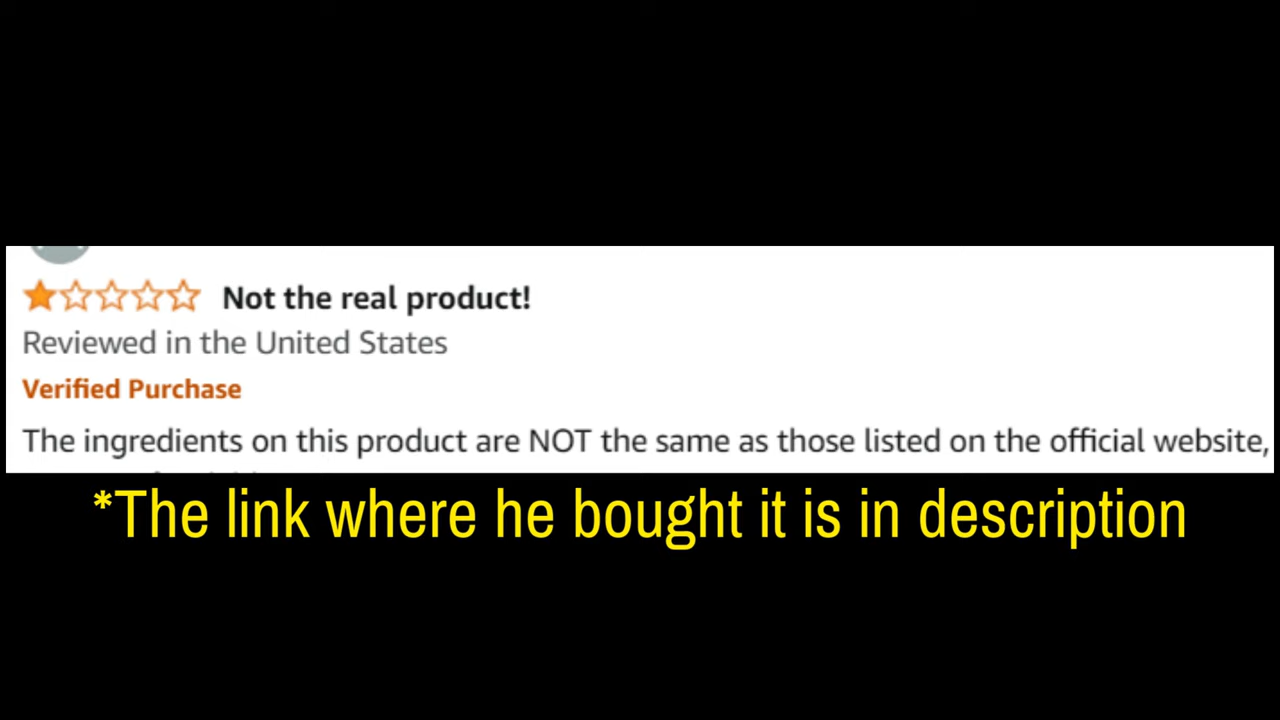 Not the real product!
Reviewed in the United States
Verified Purchase
The ingredients on this product are NOT the same as those listed on the official website,
*The link where he bought it is in description